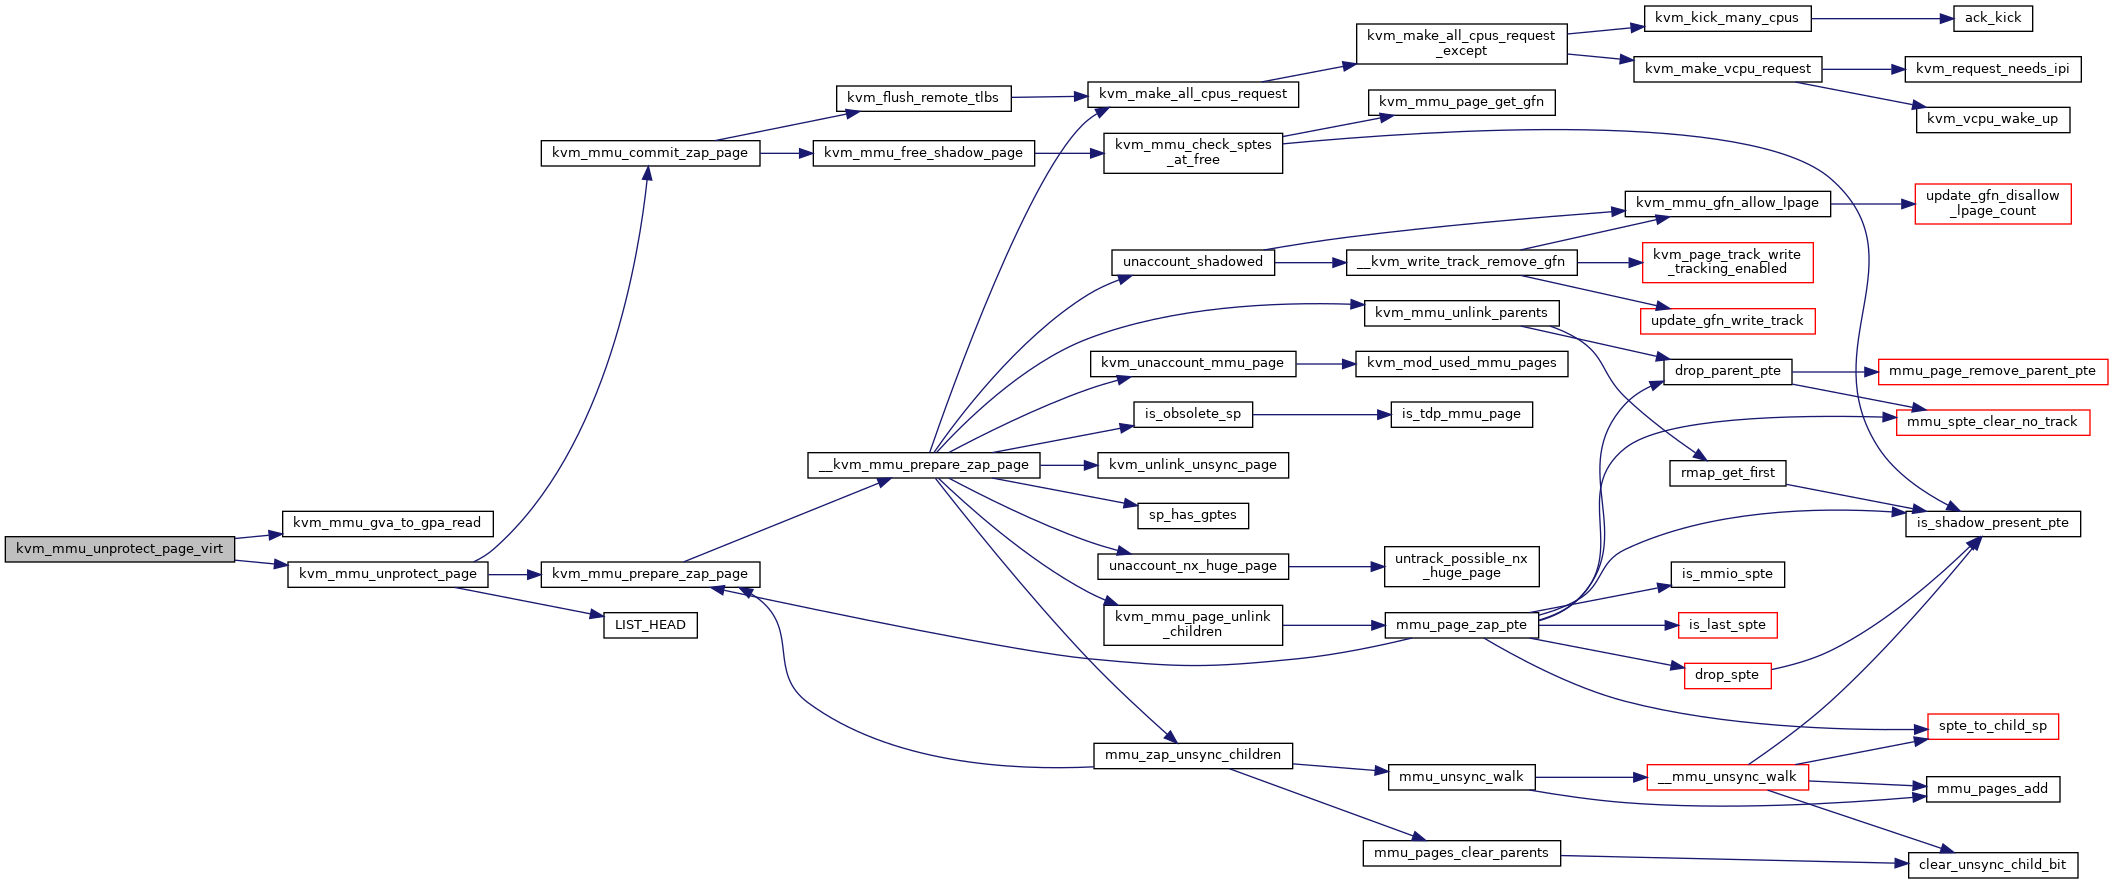 kvm_kick_many_cpus
ack_kick
kvm_make_all_cpus_request
_except
kvm_make_vcpu_request
kvm_request_needs_ipi
kvm_flush_remote_tlbs
kvm_make_all_cpus_request
kvm_mmu_page_get_gfn
kvm_vcpu_wake_up
kvm_mmu_commit_zap_page
kvm_mmu_free_shadow_page
kvm_mmu_check_sptes
_at_free
kvm_mmu_gfn_allow_lpage
update_gfn_disallow
_lpage_count
unaccount_shadowed
__kvm_write_track_remove_gfn
kvm_page_track_write
_tracking_enabled
kvm_mmu_unlink_parents
update_gfn_write_track
kvm_unaccount_mmu_page
kvm_mod_used_mmu_pages
drop_parent_pte
mmu_page_remove_parent_pte
is_obsolete_sp
is_tdp_mmu_page
mmu_spte_clear_no_track
__kvm_mmu_prepare_zap_page
kvm_unlink_unsync_page
rmap_get_first
sp_has_gptes
is_shadow_present_pte
kvm_mmu_gva_to_gpa_read
kvm_mmu_unprotect_page_virt
kvm_mmu_unprotect_page
kvm_mmu_prepare_zap_page
unaccount_nx_huge_page
untrack_possible_nx
_huge_page
is_mmio_spte
LIST_HEAD
kvm_mmu_page_unlink
_children
mmu_page_zap_pte
is_last_spte
drop_spte
spte_to_child_sp
mmu_zap_unsync_children
mmu_unsync_walk
__mmu_unsync_walk
mmu_pages_add
mmu_pages_clear_parents
clear_unsync_child_bit